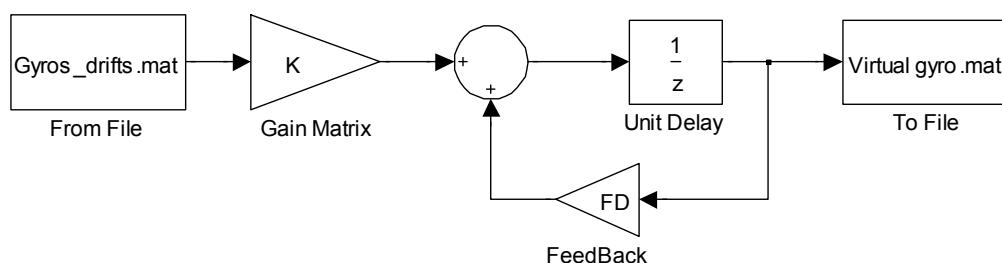 Gyros _drifts .mat
From File
K
Gain Matrix
+
+
1
z
Unit Delay
Virtual gyro .mat
To File
FD
FeedBack